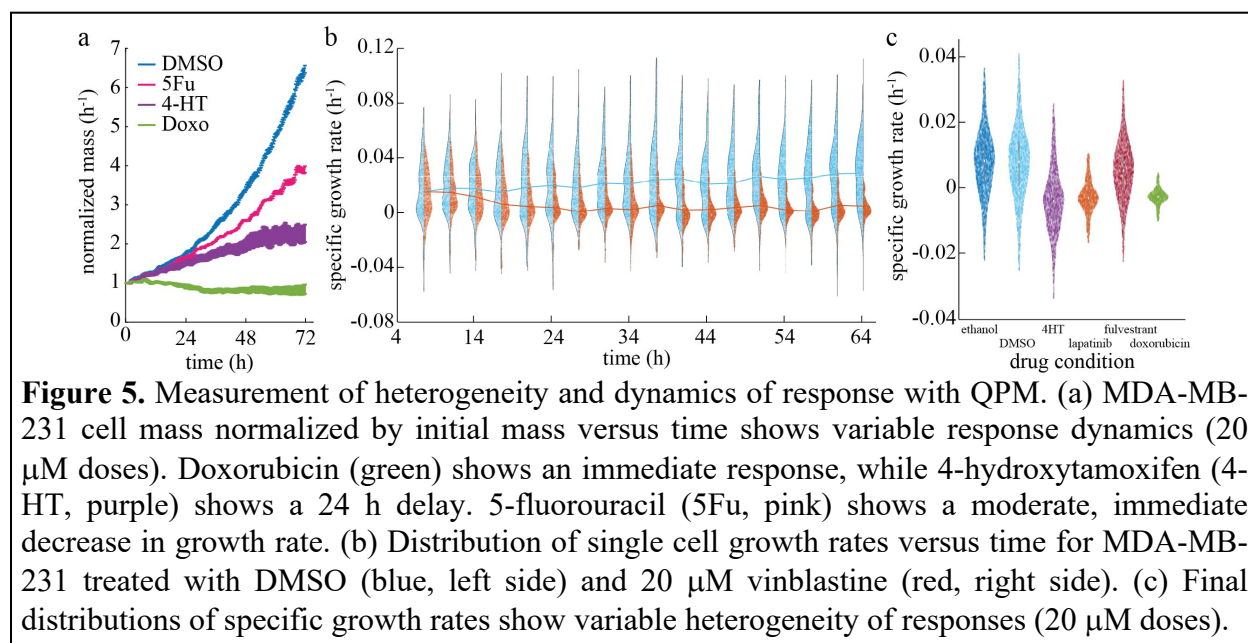 a
b
c
normalized mass (h⁻¹)
7
6
5
4
3
2
1
0
DMSO
5Fu
4-HT
Doxo
0 24 48 72
time (h)
specific growth rate (h⁻¹)
0.12
0.08
0.04
0
-0.04
-0.08
4 14 24 34 44 54 64
time (h)
specific growth rate (h⁻¹)
0.04
0.02
0
-0.02
-0.04
ethanol 4HT fulvestrant
DMSO lapatinib doxorubicin
drug condition
Figure 5. Measurement of heterogeneity and dynamics of response with QPM. (a) MDA-MB-
231 cell mass normalized by initial mass versus time shows variable response dynamics (20
μM doses). Doxorubicin (green) shows an immediate response, while 4-hydroxytamoxifen (4-
HT, purple) shows a 24 h delay. 5-fluorouracil (5Fu, pink) shows a moderate, immediate
decrease in growth rate. (b) Distribution of single cell growth rates versus time for MDA-MB-
231 treated with DMSO (blue, left side) and 20 μM vinblastine (red, right side). (c) Final
distributions of specific growth rates show variable heterogeneity of responses (20 μM doses).